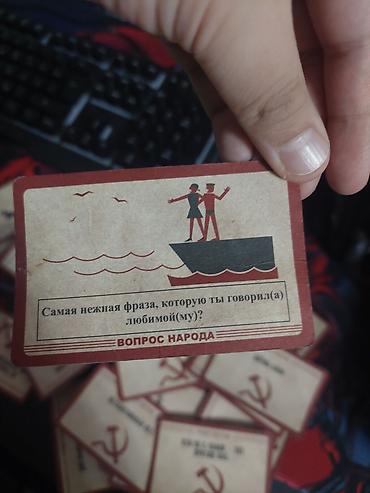 Самая нежная фраза, которую ты говорил(а)
любимой(му)?
ВОПРОС НАРОДА